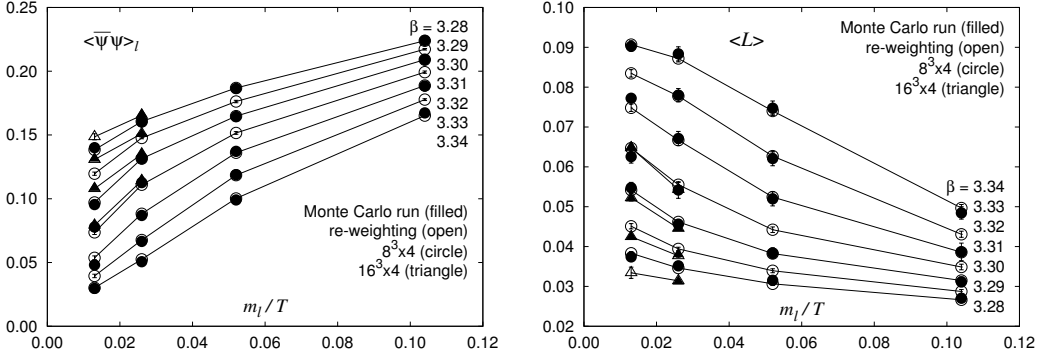 <ψ̄ψ>l
β = 3.28
3.29
3.30
3.31
3.32
3.33
3.34
Monte Carlo run (filled)
re-weighting (open)
8³x4 (circle)
16³x4 (triangle)
ml / T
0.25
0.20
0.15
0.10
0.05
0.00
0.00 0.02 0.04 0.06 0.08 0.10 0.12
<L>
Monte Carlo run (filled)
re-weighting (open)
8³x4 (circle)
16³x4 (triangle)
β = 3.34
3.33
3.32
3.31
3.30
3.29
3.28
ml / T
0.10
0.09
0.08
0.07
0.06
0.05
0.04
0.03
0.02
0.00 0.02 0.04 0.06 0.08 0.10 0.12